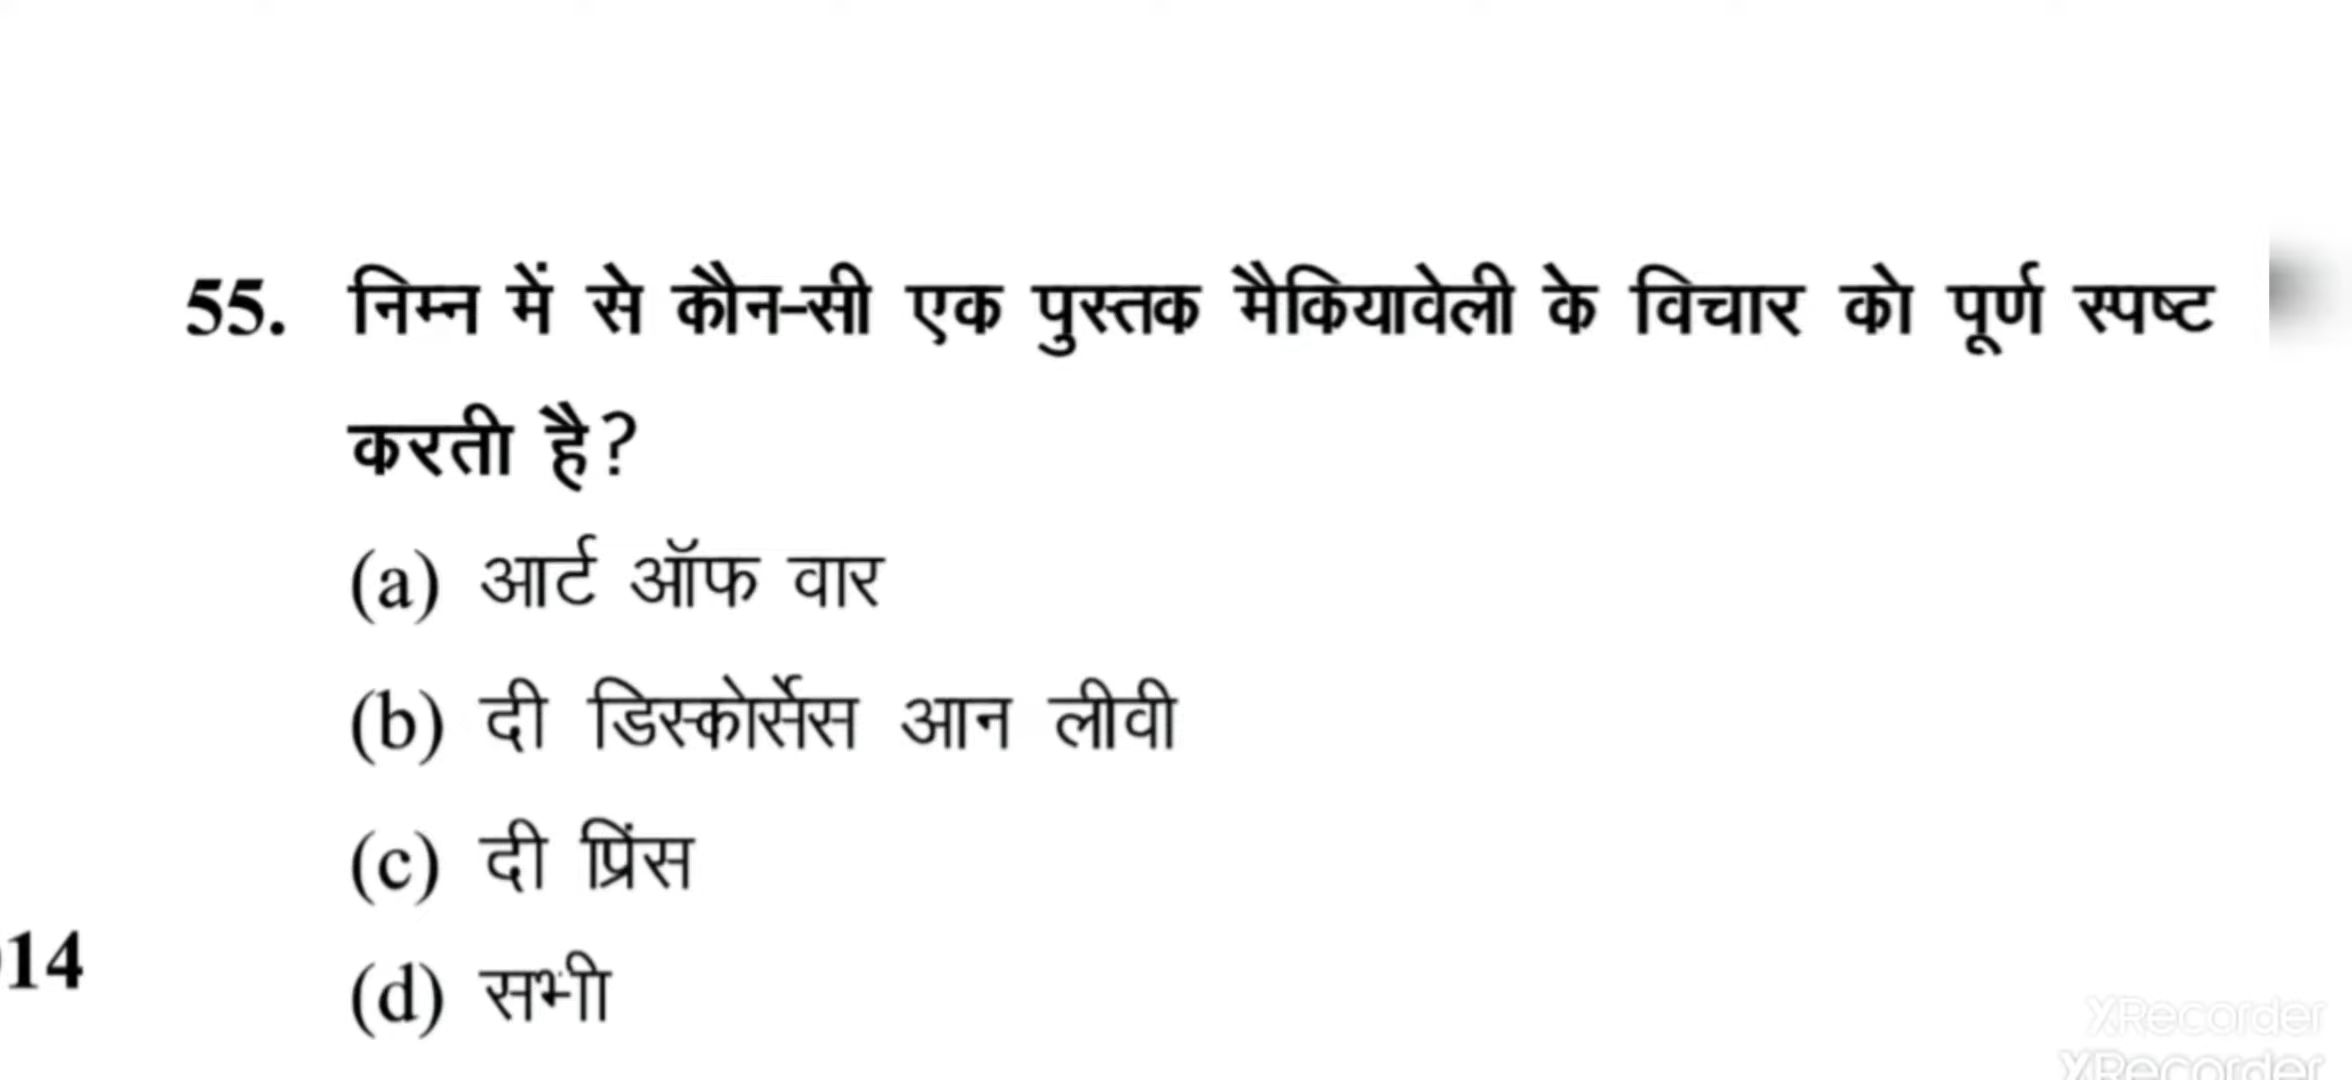 55. निम्न में से कौन-सी एक पुस्तक मैकियावेली के विचार को पूर्ण स्पष्ट
करती है?
(a) आर्ट ऑफ वार
(b) दी डिस्कोर्सेस आन लीवी
(c) दी प्रिंस
14
(d) सभी
XRecorder
XRecorder